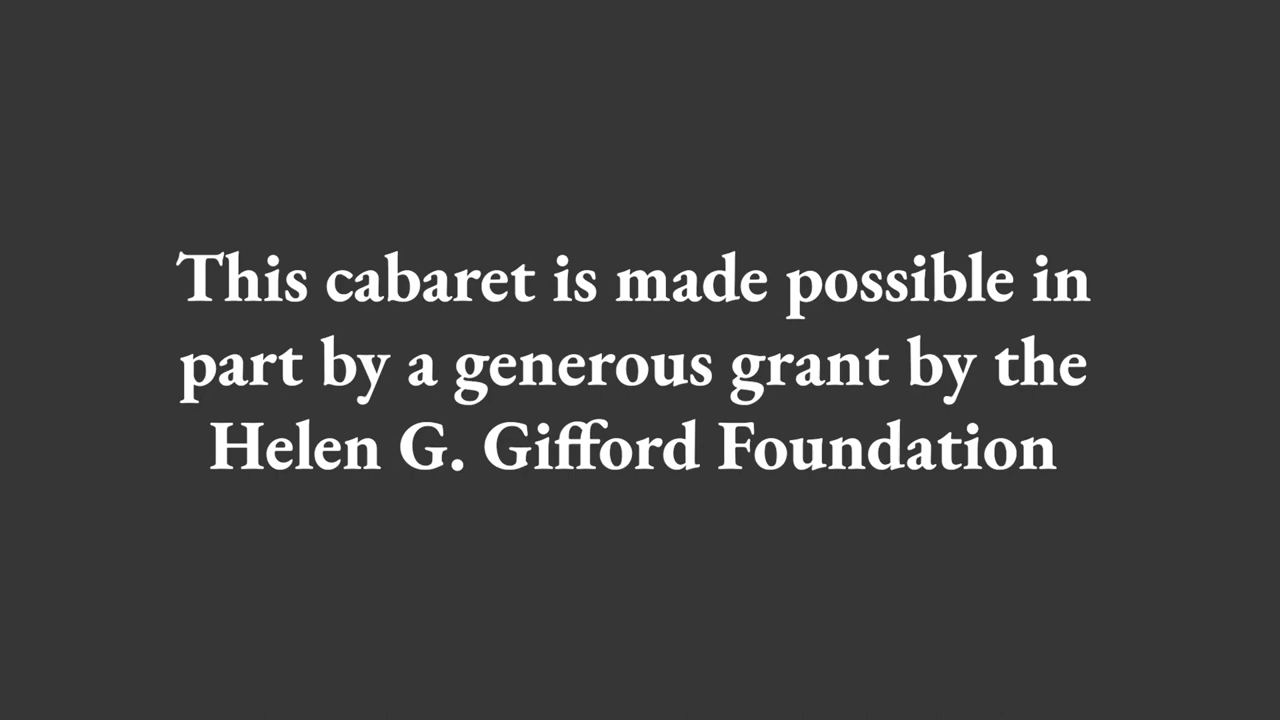 This cabaret is made possible in
part by a generous grant by the
Helen G. Gifford Foundation